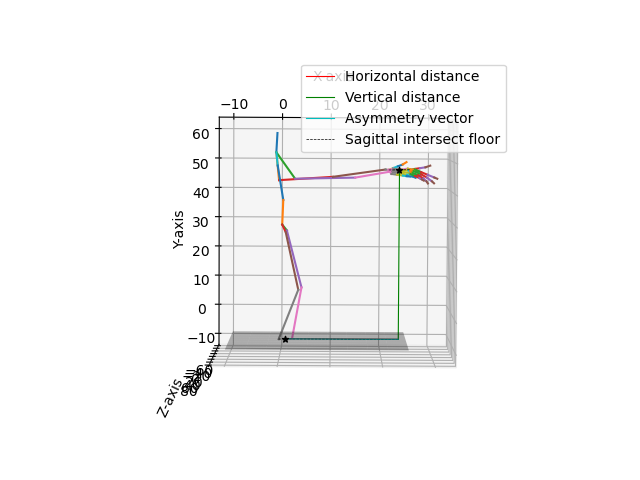 X-axis
Horizontal distance
Vertical distance
Asymmetry vector
Sagittal intersect floor
−10 0 10 20 30
60
50
40
30
20
10
0
−10
Y-axis
Z-axis